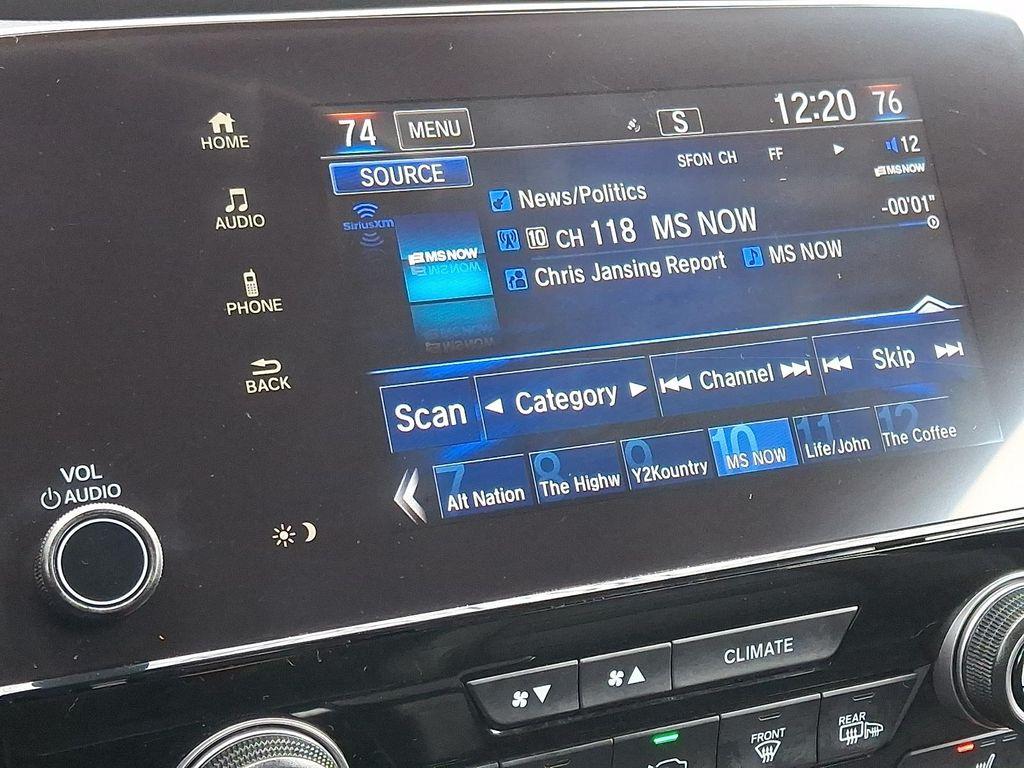 74 MENU S 12:20 76
SOURCE SFON CH FF 12
HOME
SiriusXm
MS NOW
MS NOW
News/Politics
10 CH 118 MS NOW -00'01"
Chris Jansing Report MS NOW
AUDIO
PHONE
BACK
Scan Category Channel Skip
7 Alt Nation
8 The Highw
9 Y2Kountry
10 MS NOW
11 Life/John
12 The Coffee
VOL
AUDIO
CLIMATE
FRONT
REAR